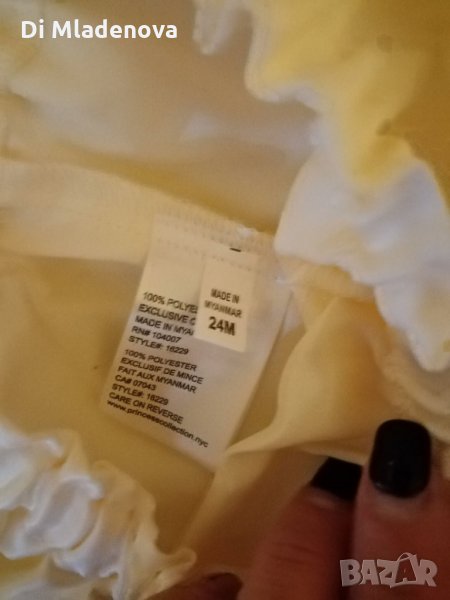 Di Mladenova
MADE IN
MYANMAR
24M
100% POLYE
EXCLUSIVE
MADE IN MYA
RN# 104007
STYLE#: 16229
100% POLYESTER
EXCLUSIF DE MINCE
FAIT AUX MYANMAR
CA# 07043
STYLE#: 16229
CARE ON REVERSE
www.princesscollection.nyc
BAZAR